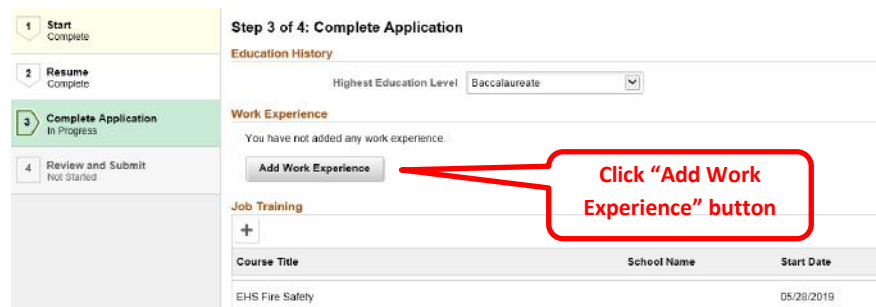 1 Start
Complete
2 Resume
Complete
3 Complete Application
In Progress
4 Review and Submit
Not Started
Step 3 of 4: Complete Application
Education History
Highest Education Level Baccalaureate
Work Experience
You have not added any work experience.
Add Work Experience
Click “Add Work
Experience” button
Job Training
+
Course Title School Name Start Date
EHS Fire Safety 05/28/2019